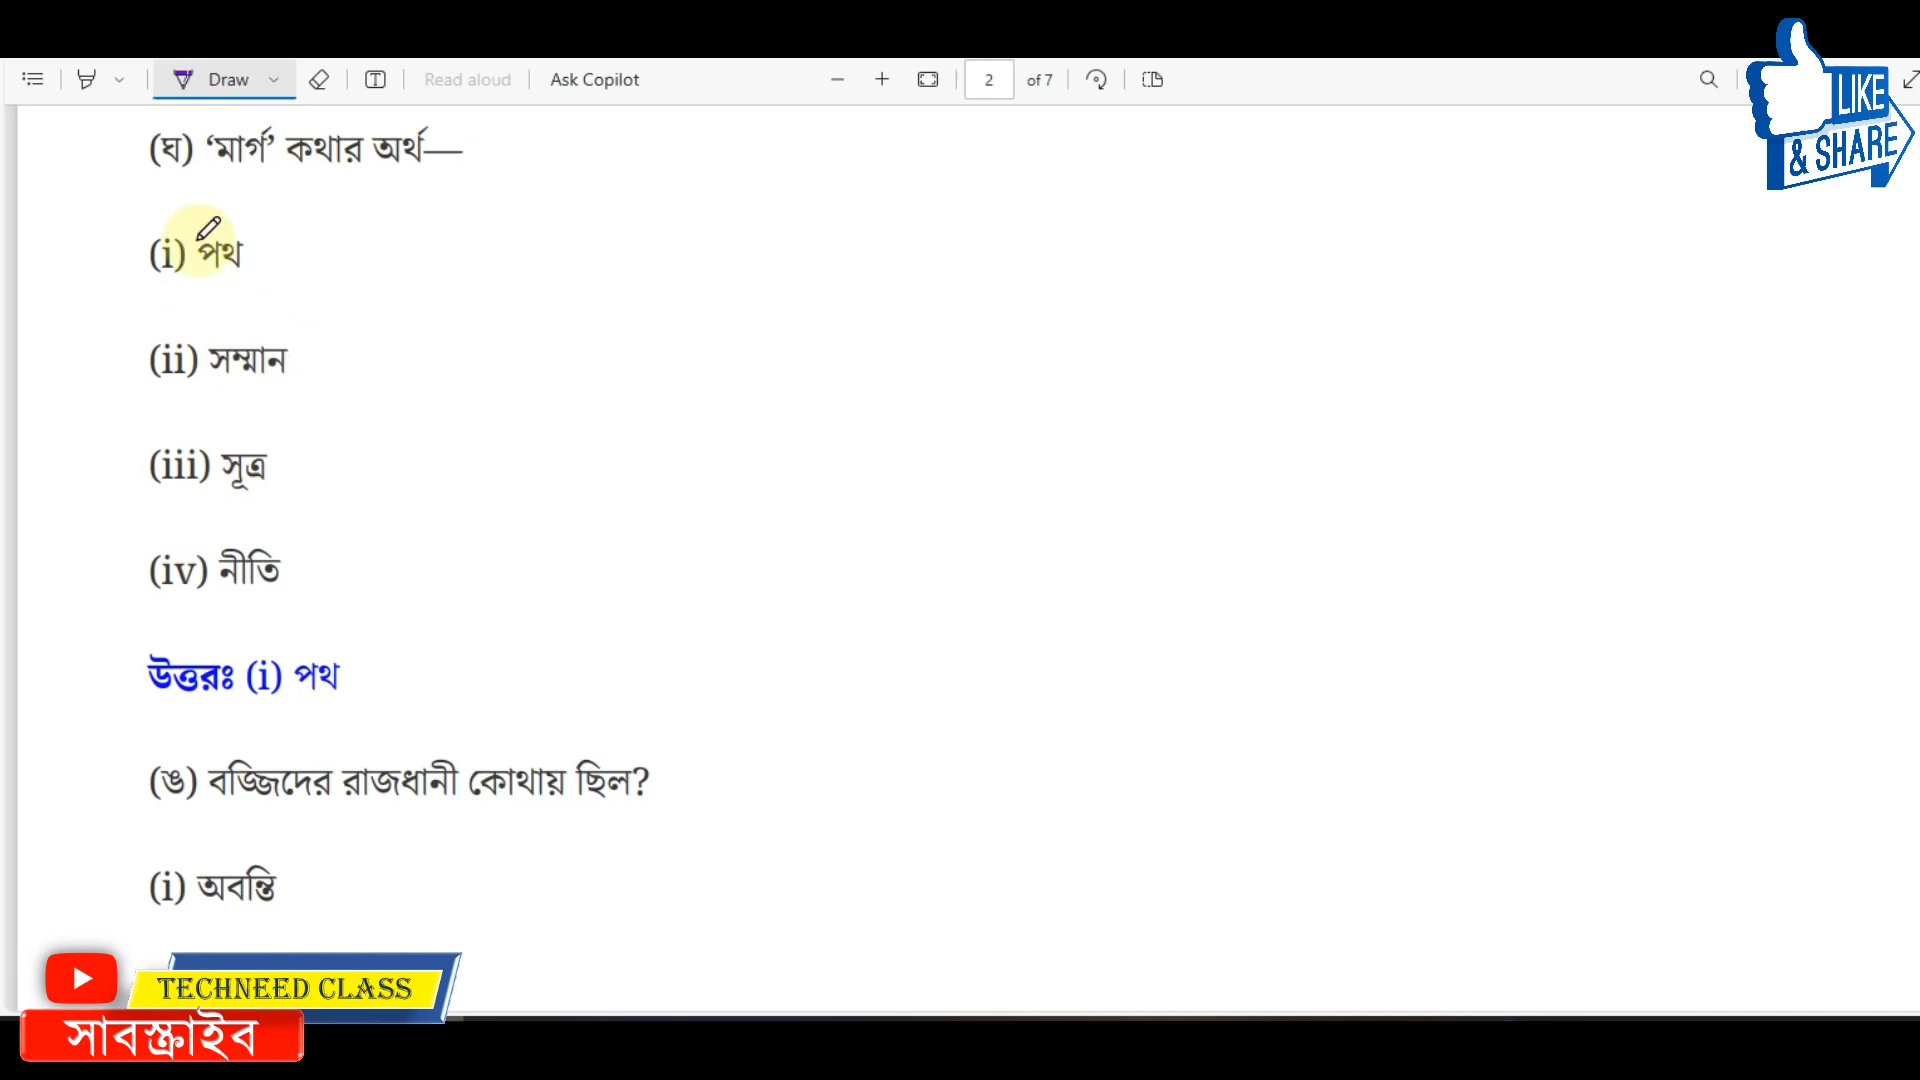 Draw
Read aloud
Ask Copilot
2 of 7
LIKE
& SHARE
(ঘ) ‘মার্গ’ কথার অর্থ—
(i) পথ
(ii) সম্মান
(iii) সূত্র
(iv) নীতি
উত্তরঃ (i) পথ
(ঙ) বজ্জিদের রাজধানী কোথায় ছিল?
(i) অবন্তি
TECHNEED CLASS
সাবস্ক্রাইব